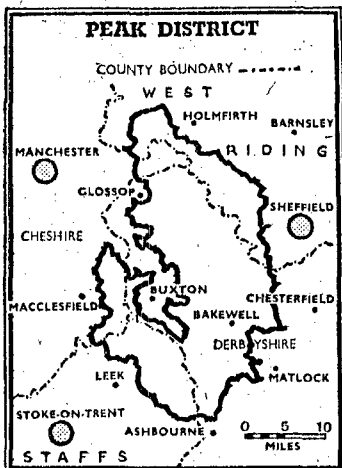 PEAK DISTRICT
COUNTY BOUNDARY
WEST
HOLMFIRTH
BARNSLEY
MANCHESTER
RIDING
GLOSSOP
SHEFFIELD
CHESHIRE
BUXTON
MACCLESFIELD
CHESTERFIELD
BAKEWELL
DERBYSHIRE
LEEK
MATLOCK
STOKE-ON-TRENT
ASHBOURNE
0 5 10
MILES
STAFFS